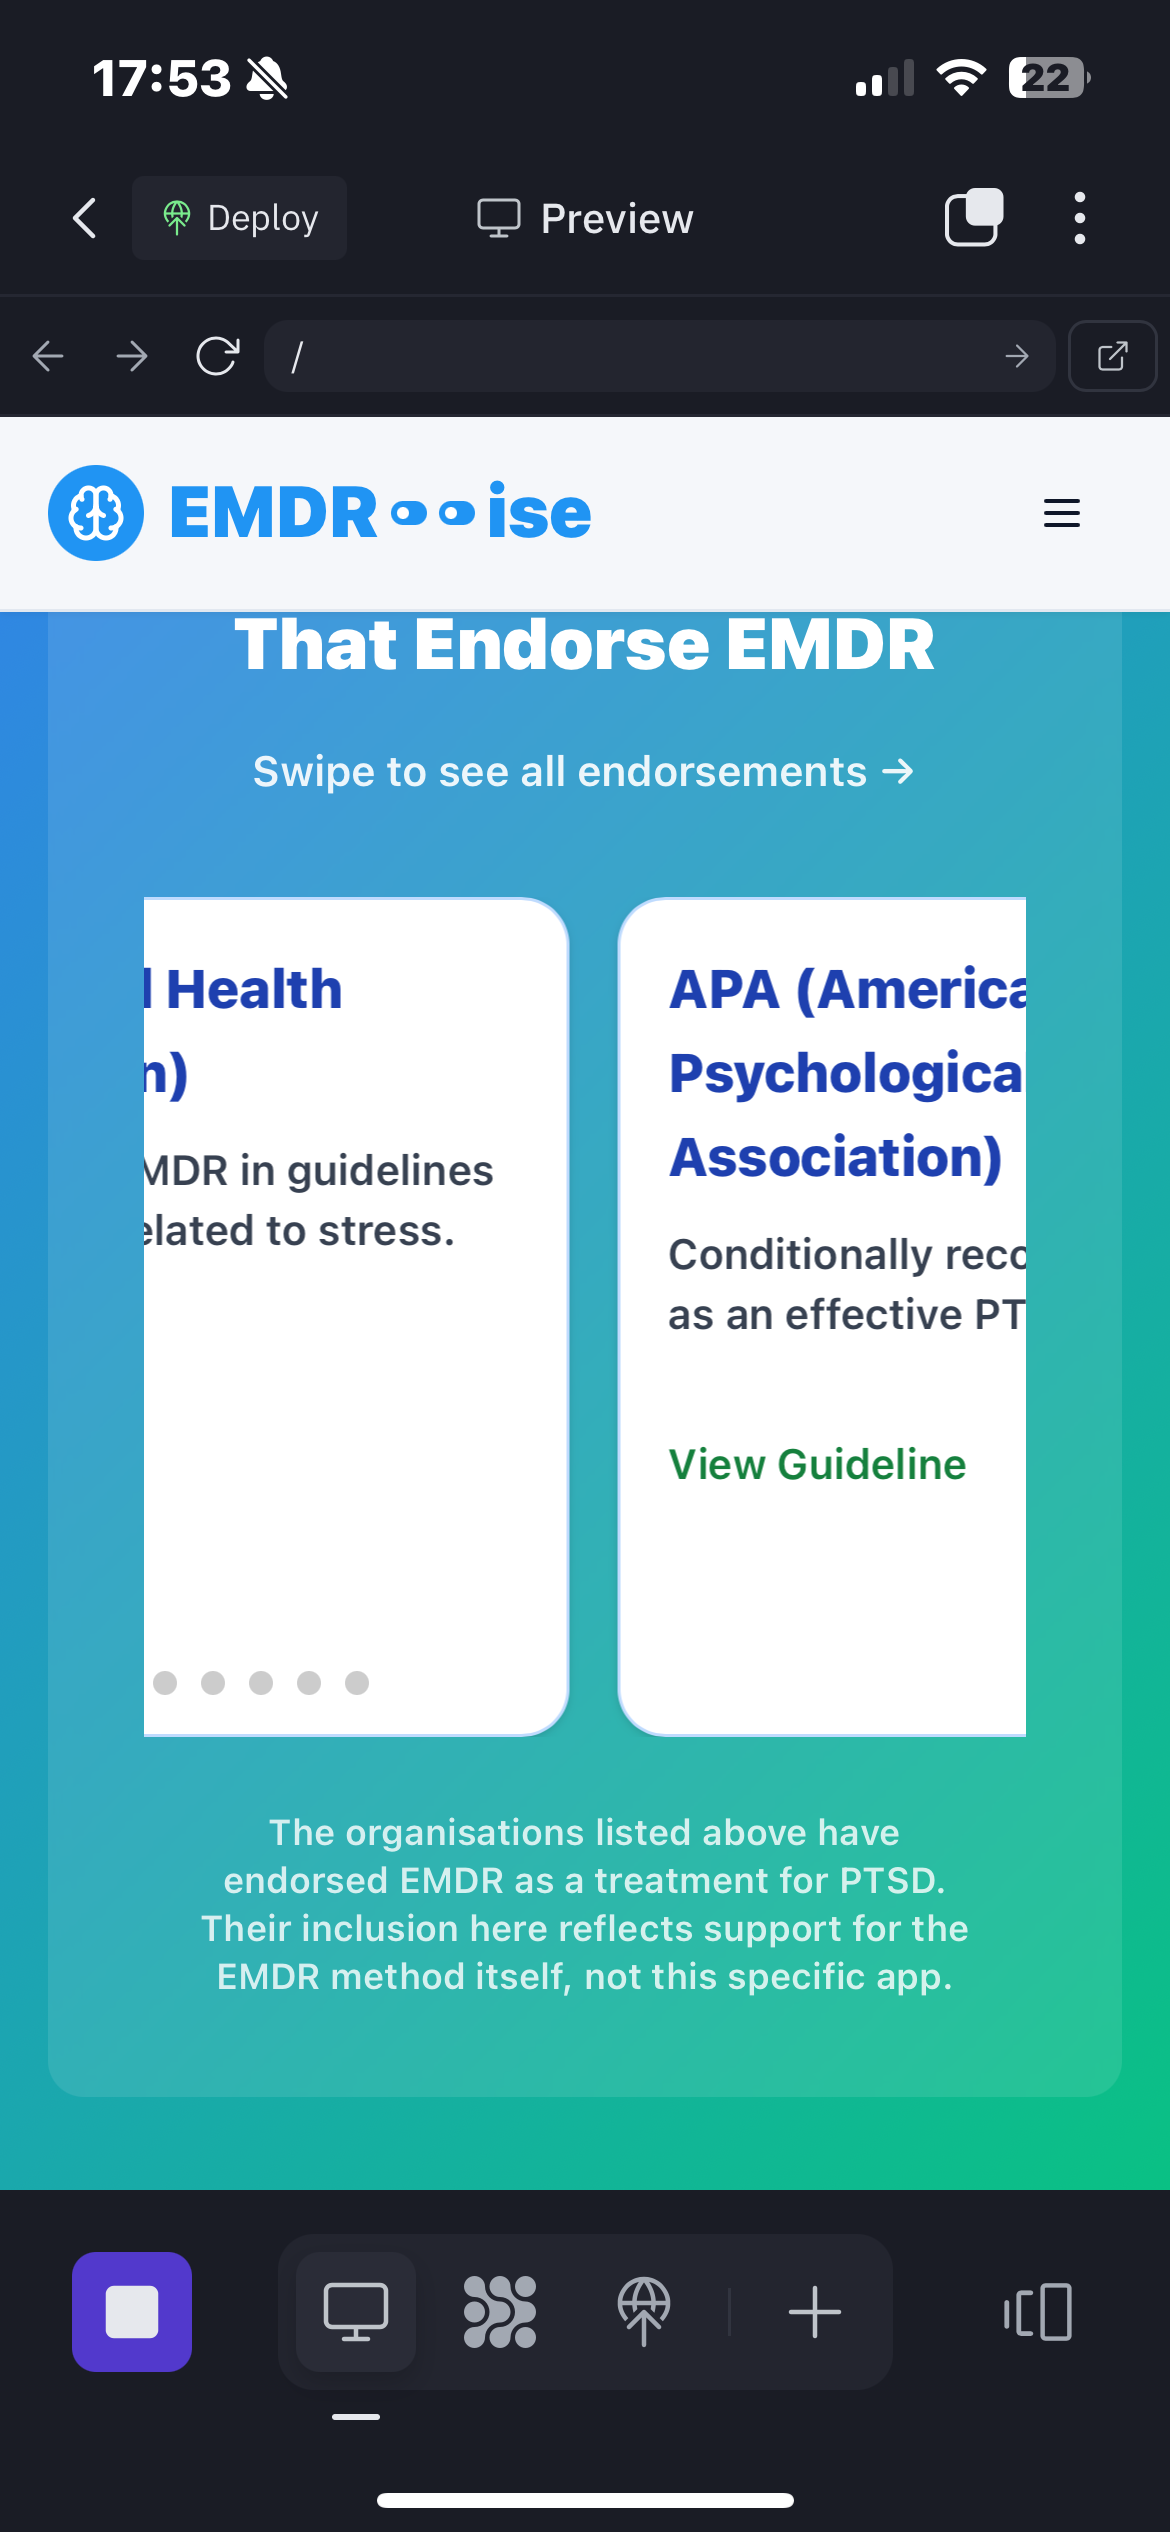 17:53
22
Deploy
Preview
/
EMDR ise
That Endorse EMDR
Swipe to see all endorsements →
l Health
n)
MDR in guidelines
elated to stress.
APA (America
Psychologica
Association)
Conditionally reco
as an effective PT
View Guideline
The organisations listed above have
endorsed EMDR as a treatment for PTSD.
Their inclusion here reflects support for the
EMDR method itself, not this specific app.